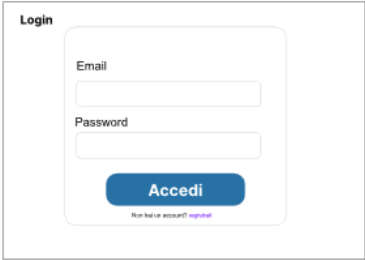 Login
Email
Password
Accedi
Non hai un account? registrati